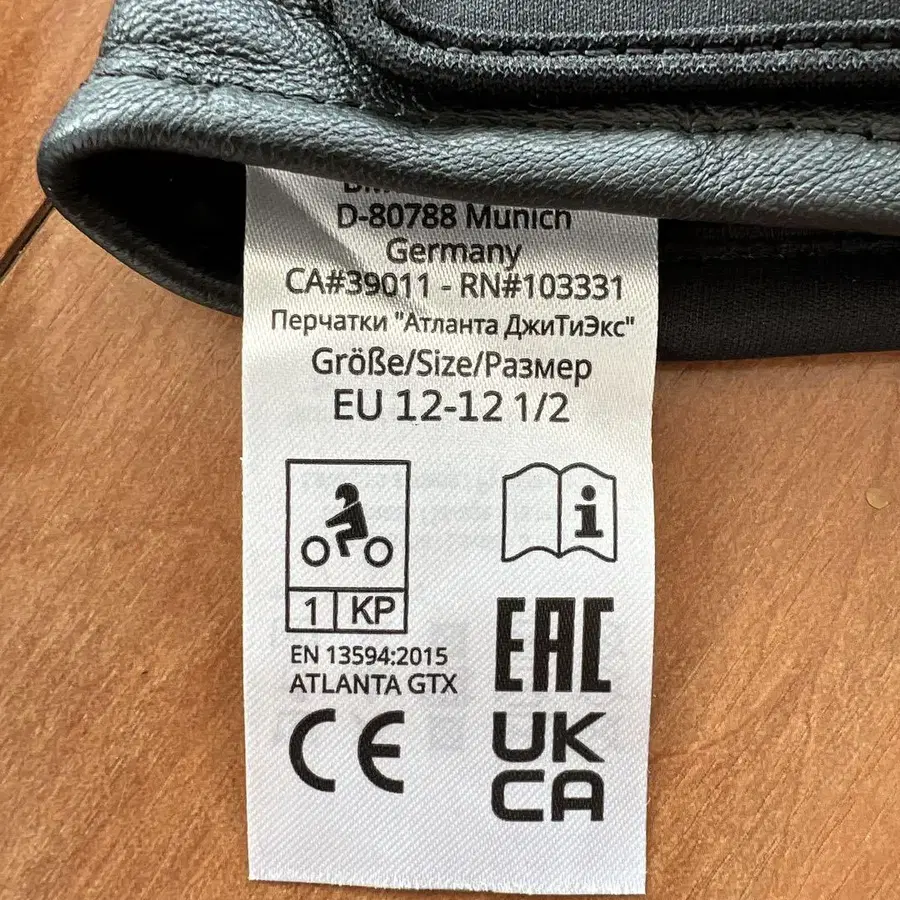 D-80788 Munich
Germany
CA#39011 - RN#103331
Перчатки "Атланта ДжиТиЭкс"
Größe/Size/Размер
EU 12-12 1/2
i
1 KP
EN 13594:2015
ATLANTA GTX
CE
EAC
UK
CA